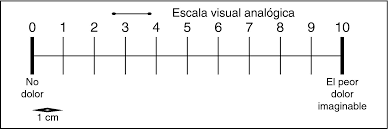 Escala visual analógica
0 1 2 3 4 5 6 7 8 9 10
No
dolor
El peor
dolor
imaginable
1 cm